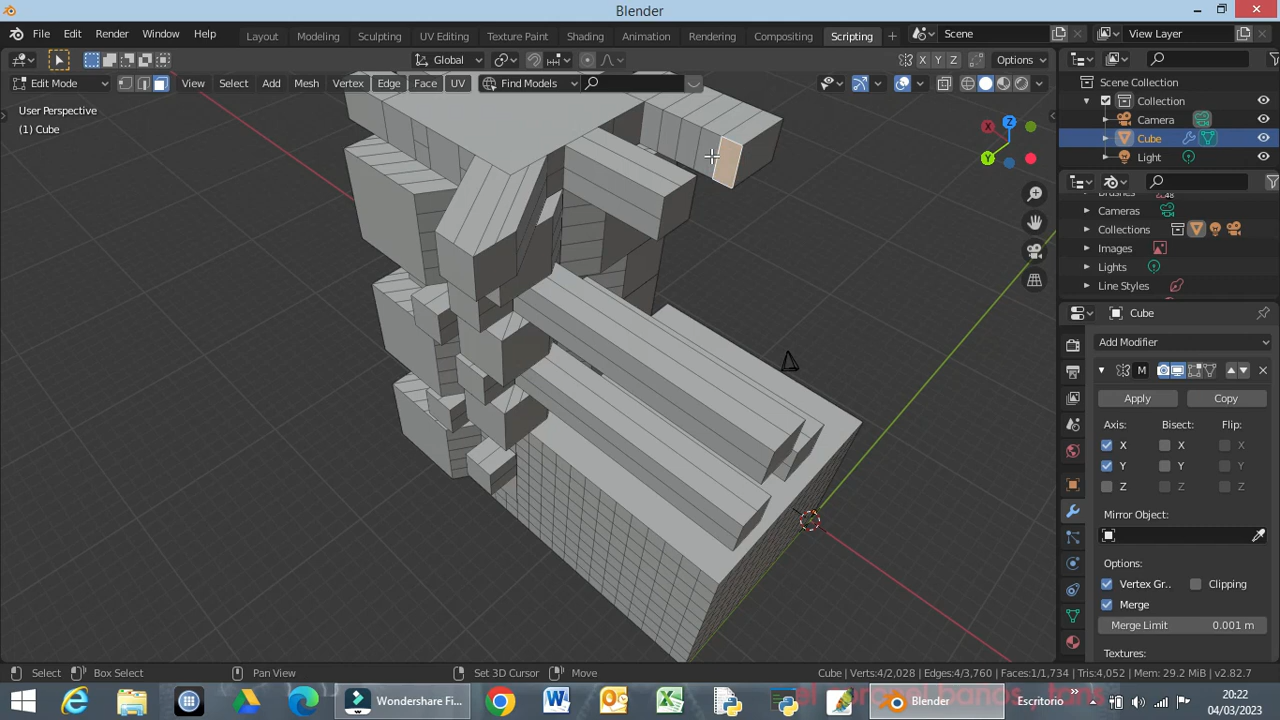 Blender
File Edit Render Window Help
Layout Modeling Sculpting UV Editing Texture Paint Shading Animation Rendering Compositing Scripting + Scene View Layer
Global X Y Z Options
Edit Mode View Select Add Mesh Vertex Edge Face UV Find Models
User Perspective
(1) Cube
Scene Collection
Collection
Camera
Cube
Light
Cameras
Collections
Images
Lights
Line Styles
Cube
Add Modifier
M
Apply Copy
Axis: Bisect: Flip:
X X X
Y Y Y
Z Z Z
Mirror Object:
Options:
Vertex Gr.. Clipping
Merge
Merge Limit 0.001 m
Textures:
X Y Z
Select Box Select Pan View Set 3D Cursor Move Cube | Verts:4/2,028 | Edges:4/3,760 | Faces:1/1,734 | Tris:4,052 | Mem: 29.2 MiB | v2.82.7
Wondershare Fi... Blender Escritorio 20:22
04/03/2023